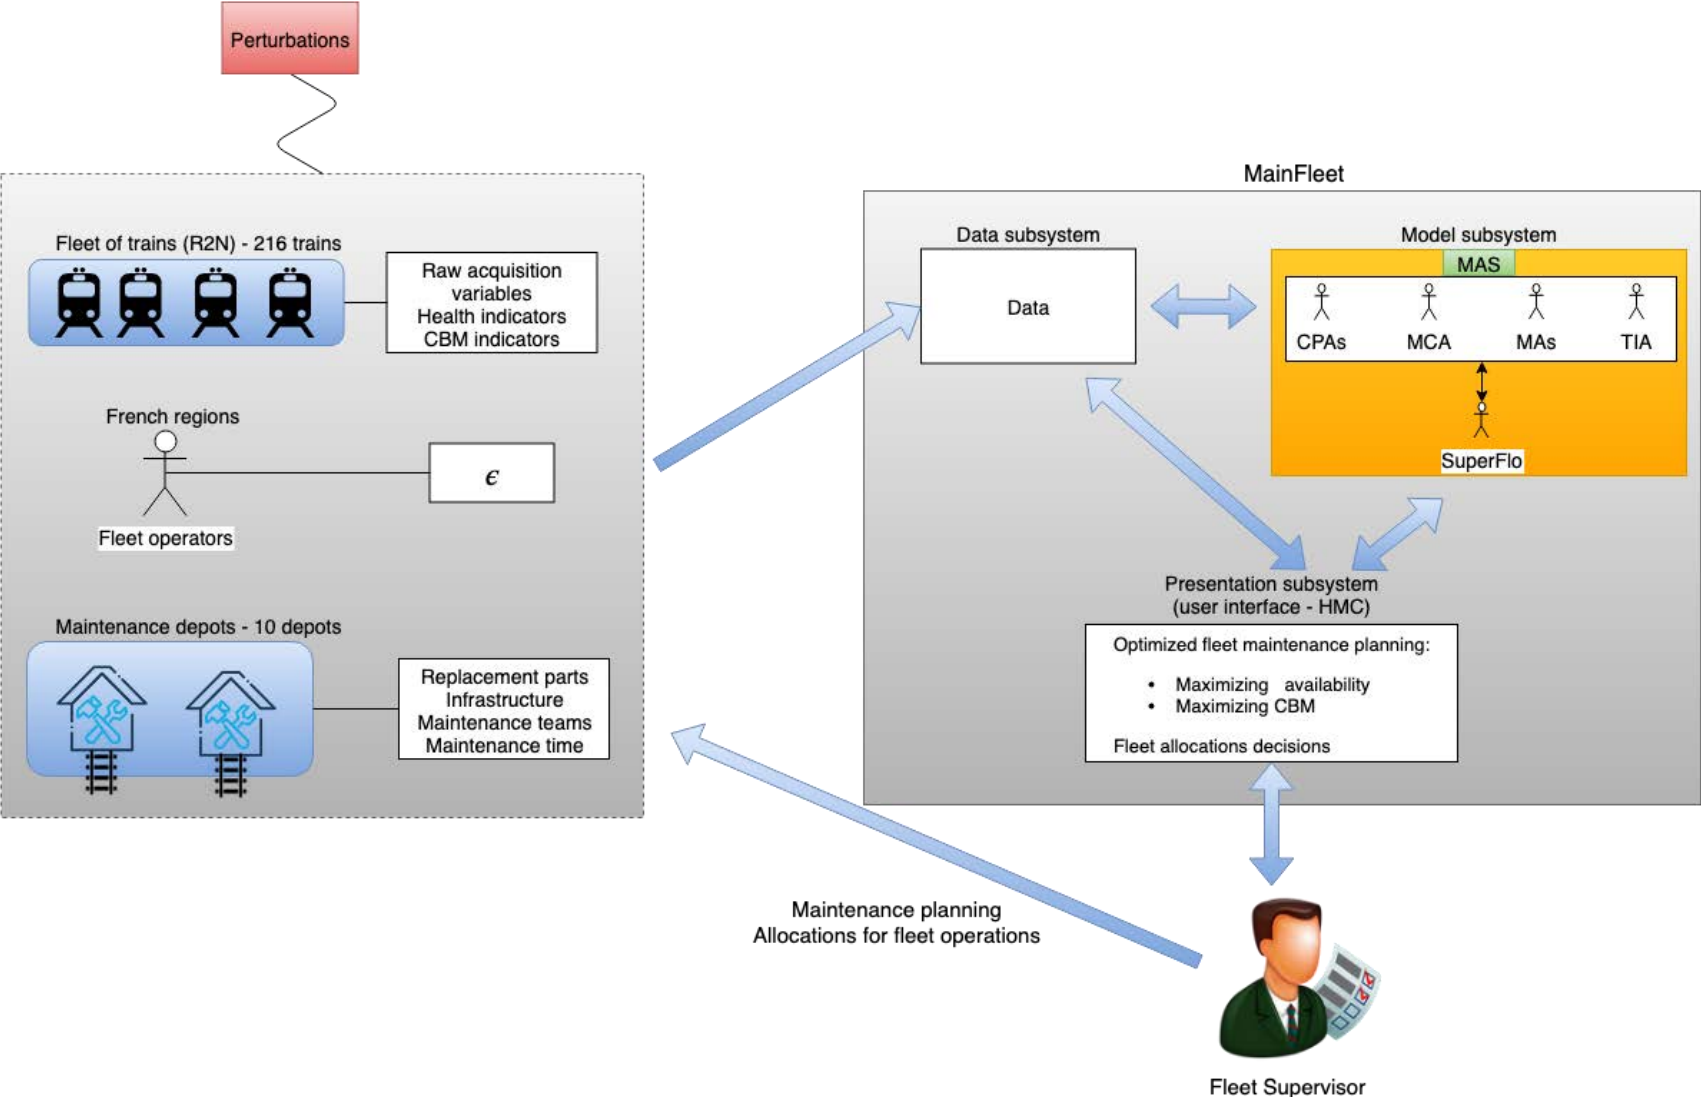 Perturbations
Fleet of trains (R2N) - 216 trains
Raw acquisition
variables
Health indicators
CBM indicators
French regions
ϵ
Fleet operators
Maintenance depots - 10 depots
Replacement parts
Infrastructure
Maintenance teams
Maintenance time
MainFleet
Data subsystem
Data
Model subsystem
MAS
CPAs
MCA
MAs
TIA
SuperFlo
Presentation subsystem
(user interface - HMC)
Optimized fleet maintenance planning:
• Maximizing availability
• Maximizing CBM
Fleet allocations decisions
Maintenance planning
Allocations for fleet operations
Fleet Supervisor